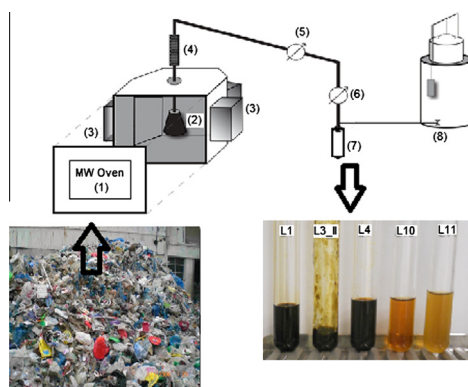 (5)
(4)
(6)
(3)
(2)
(3)
MW Oven
(1)
(7)
(8)
L1
L3_II
L4
L10
L11